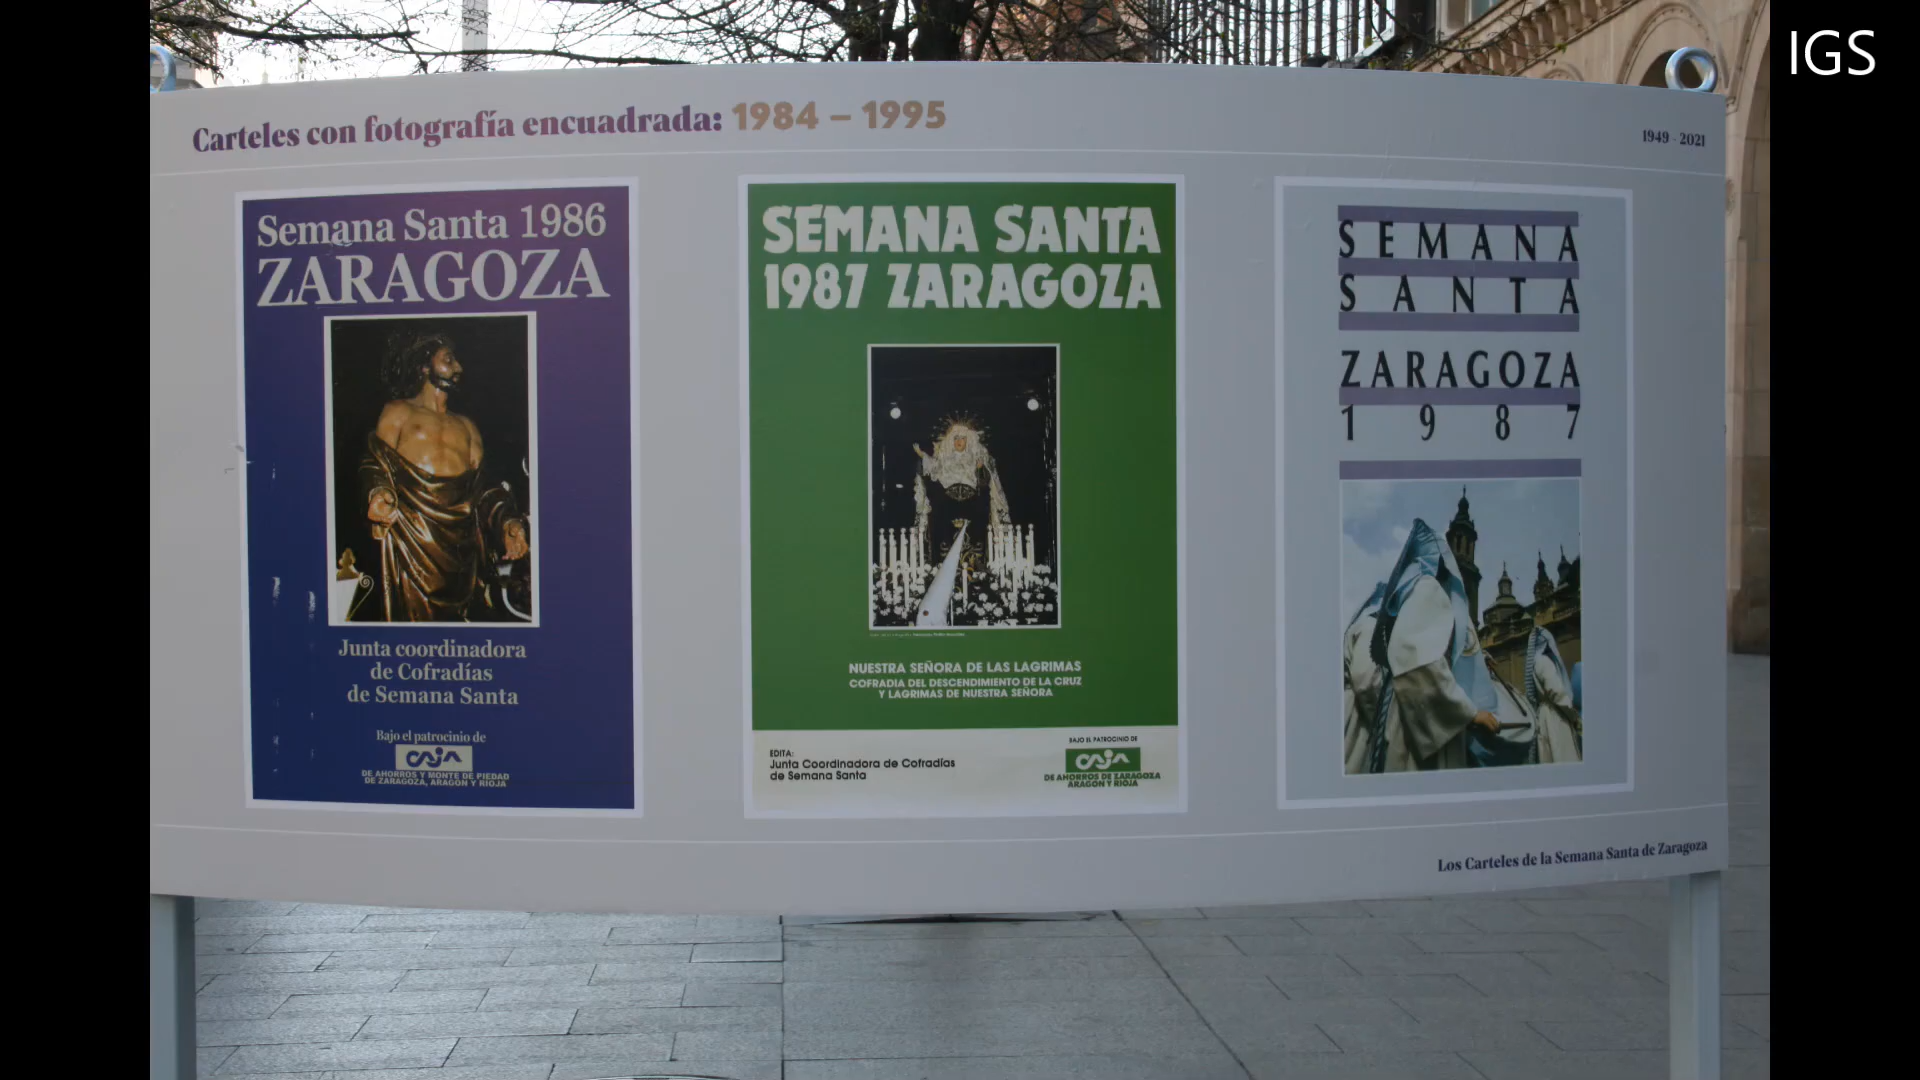 IGS
Carteles con fotografía encuadrada: 1984 – 1995
1949 - 2021
Semana Santa 1986
ZARAGOZA
Junta coordinadora
de Cofradías
de Semana Santa
Bajo el patrocinio de
CAJA
DE AHORROS Y MONTE DE PIEDAD
DE ZARAGOZA, ARAGON Y RIOJA
SEMANA SANTA
1987 ZARAGOZA
NUESTRA SEÑORA DE LAS LAGRIMAS
COFRADIA DEL DESCENDIMIENTO DE LA CRUZ
Y LAGRIMAS DE NUESTRA SEÑORA
EDITA:
Junta Coordinadora de Cofradías
de Semana Santa
BAJO EL PATROCINIO DE
CAJA
DE AHORROS DE ZARAGOZA
ARAGON Y RIOJA
SEMANA
SANTA
ZARAGOZA
1987
Los Carteles de la Semana Santa de Zaragoza